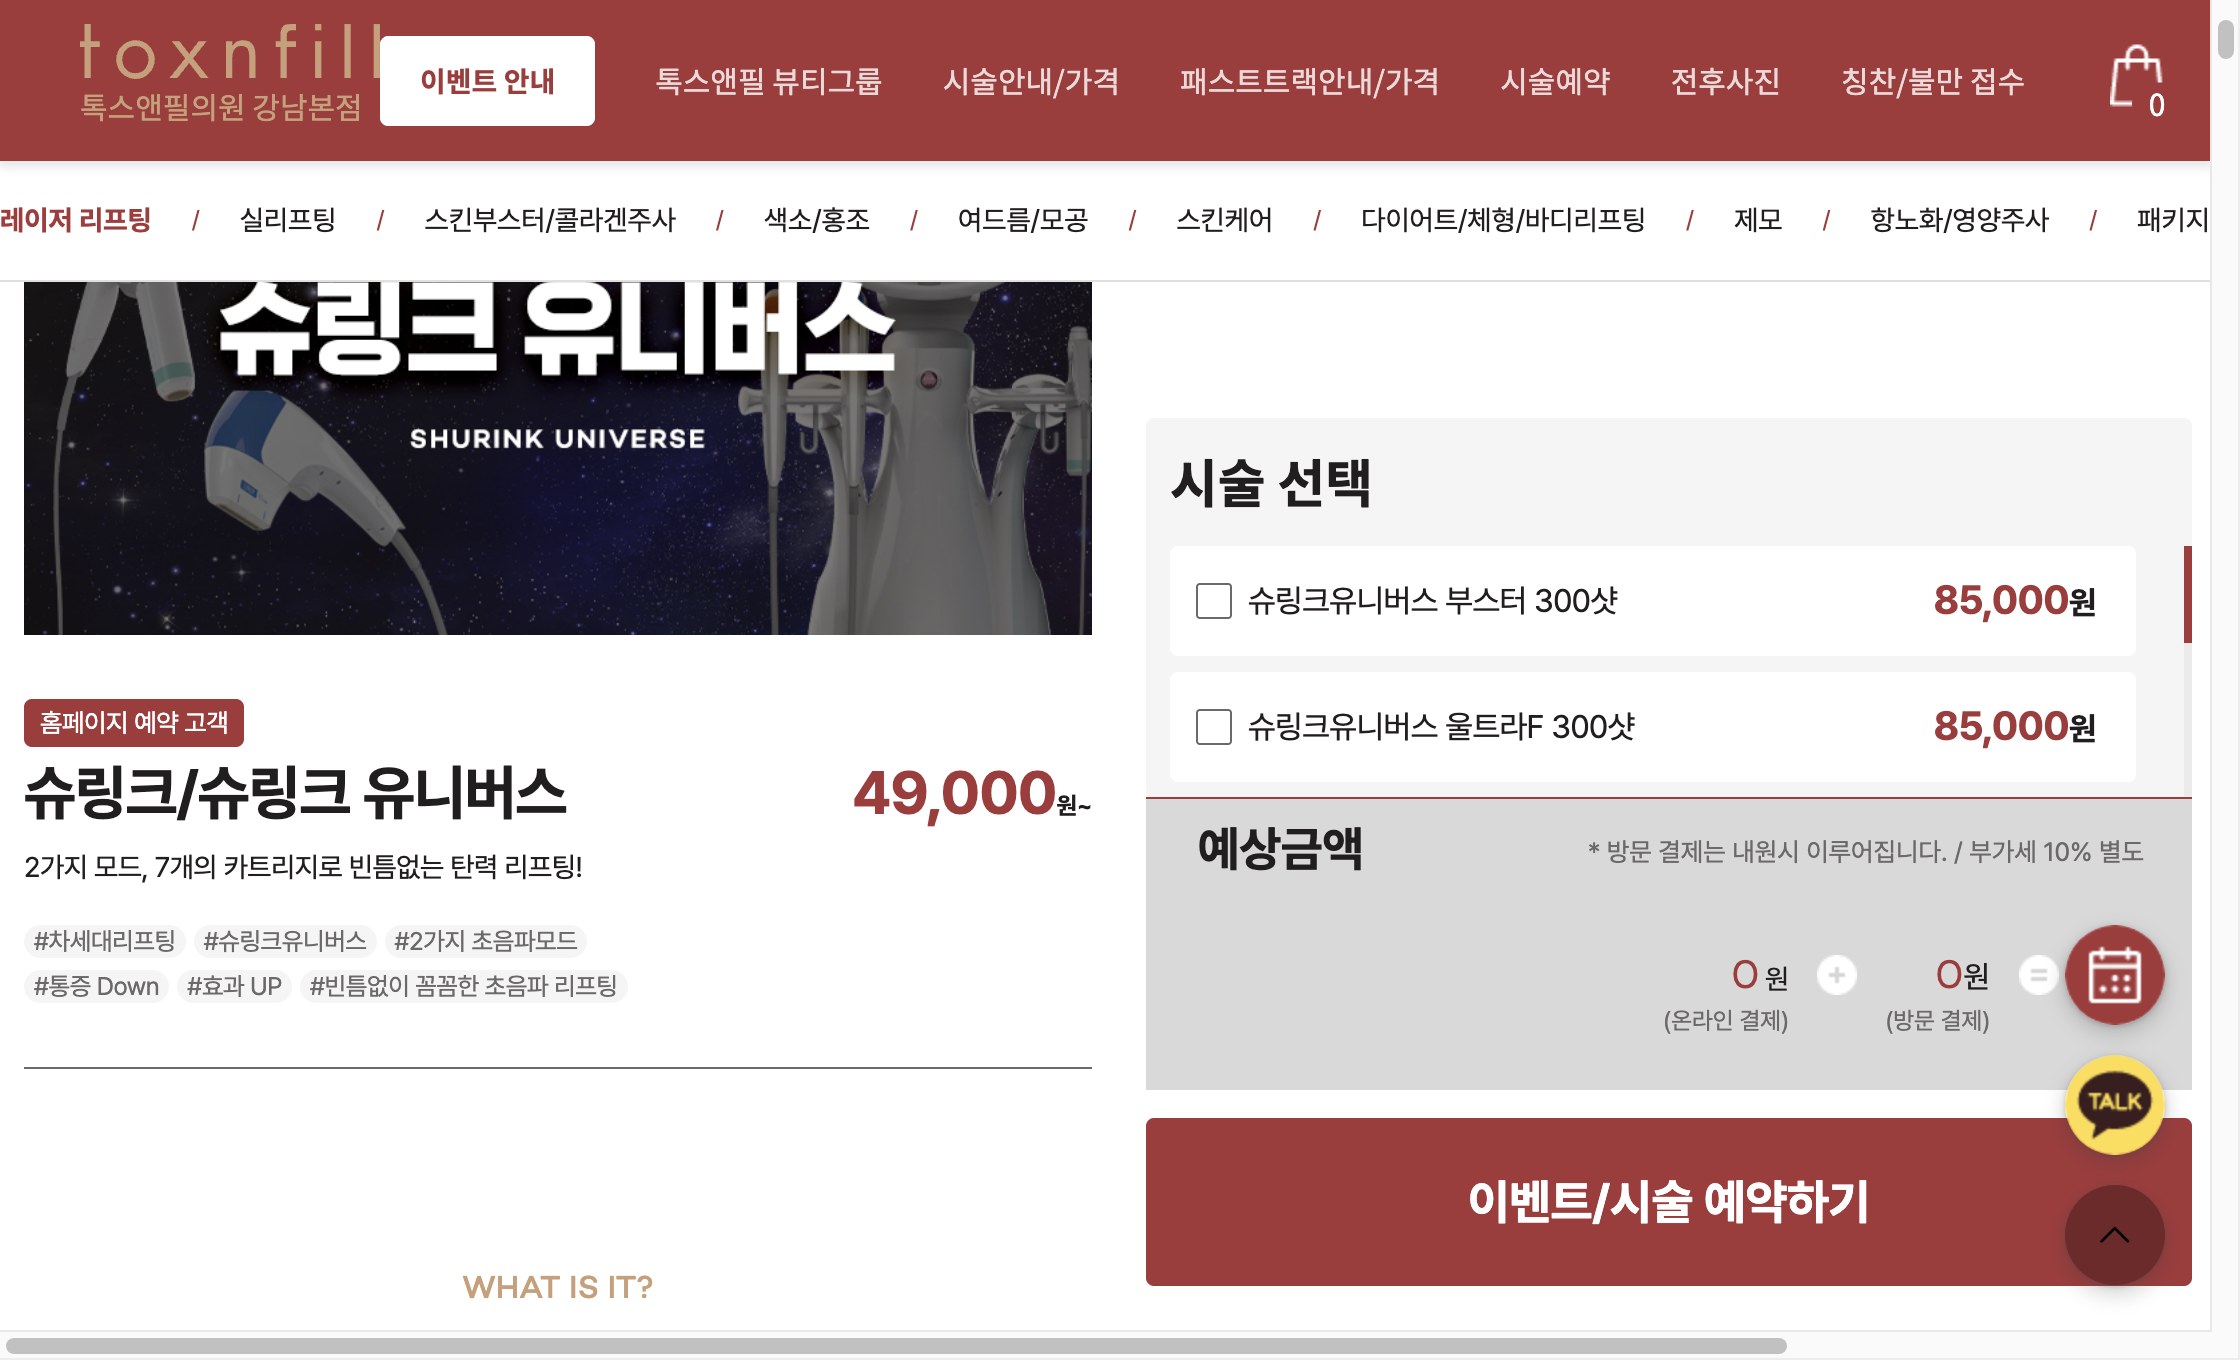 toxnfill
톡스앤필의원 강남본점
이벤트 안내
톡스앤필 뷰티그룹
시술안내/가격
패스트트랙안내/가격
시술예약
전후사진
칭찬/불만 접수
0
레이저 리프팅 / 실리프팅 / 스킨부스터/콜라겐주사 / 색소/홍조 / 여드름/모공 / 스킨케어 / 다이어트/체형/바디리프팅 / 제모 / 항노화/영양주사 / 패키지
슈링크 유니버스
SHURINK UNIVERSE
홈페이지 예약 고객
슈링크/슈링크 유니버스
49,000원~
2가지 모드, 7개의 카트리지로 빈틈없는 탄력 리프팅!
#차세대리프팅 #슈링크유니버스 #2가지 초음파모드
#통증 Down #효과 UP #빈틈없이 꼼꼼한 초음파 리프팅
WHAT IS IT?
시술 선택
슈링크유니버스 부스터 300샷 85,000원
슈링크유니버스 울트라F 300샷 85,000원
예상금액
* 방문 결제는 내원시 이루어집니다. / 부가세 10% 별도
0 원 + 0원 =
(온라인 결제) (방문 결제)
TALK
이벤트/시술 예약하기